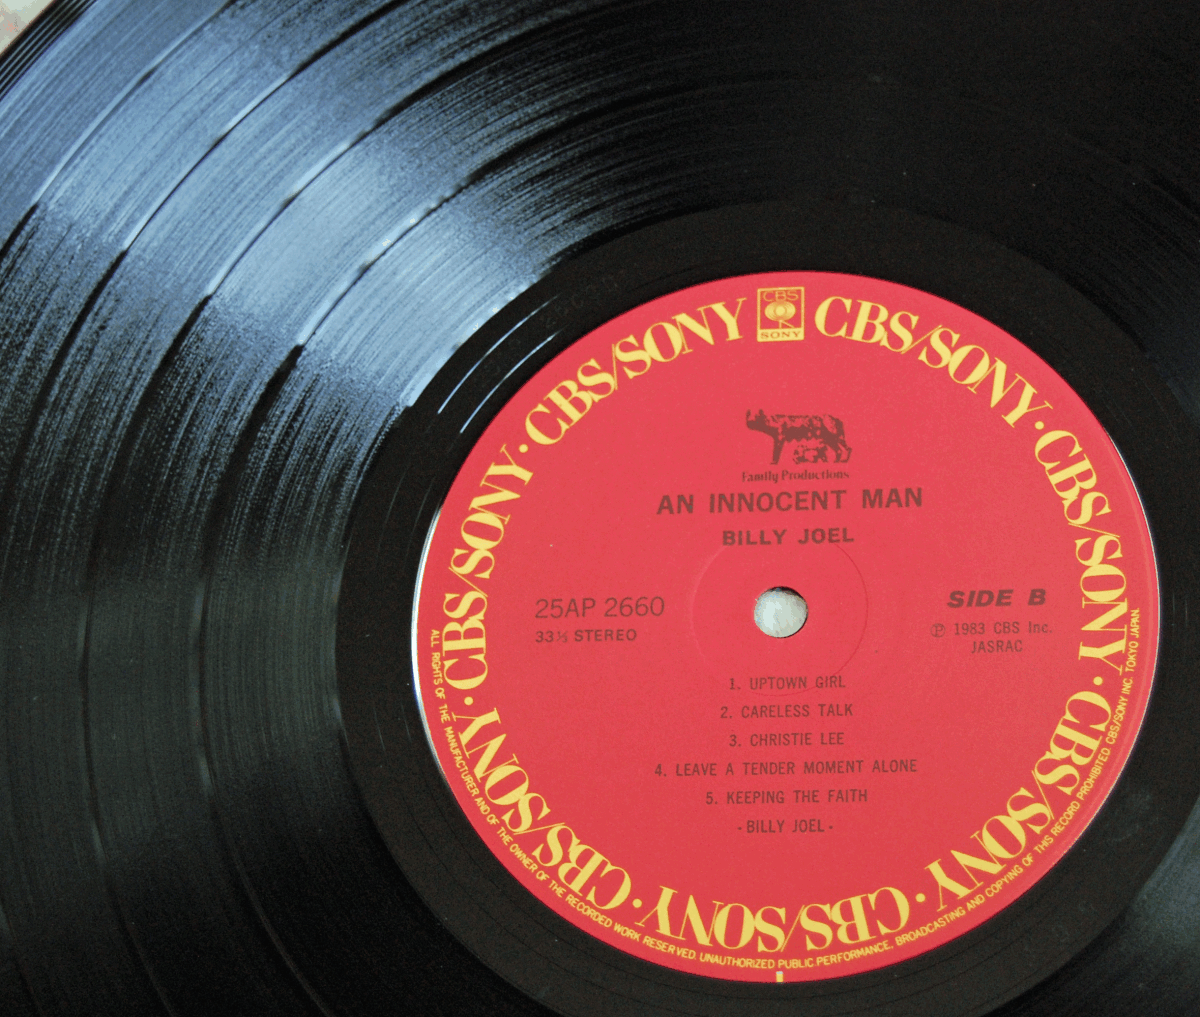 CBS
SONY
CBS/SONY · CBS/SONY · CBS/SONY · CBS/SONY · CBS/SONY · CBS/SONY · CBS/SONY · CBS/SONY
Family Productions
AN INNOCENT MAN
BILLY JOEL
25AP 2660
33⅓ STEREO
SIDE B
℗ 1983 CBS Inc.
JASRAC
1. UPTOWN GIRL
2. CARELESS TALK
3. CHRISTIE LEE
4. LEAVE A TENDER MOMENT ALONE
5. KEEPING THE FAITH
-BILLY JOEL-
ALL RIGHTS OF THE MANUFACTURER AND OF THE OWNER OF THE RECORDED WORK RESERVED. UNAUTHORIZED PUBLIC PERFORMANCE, BROADCASTING AND COPYING OF THIS RECORD PROHIBITED CBS/SONY INC. TOKYO JAPAN.